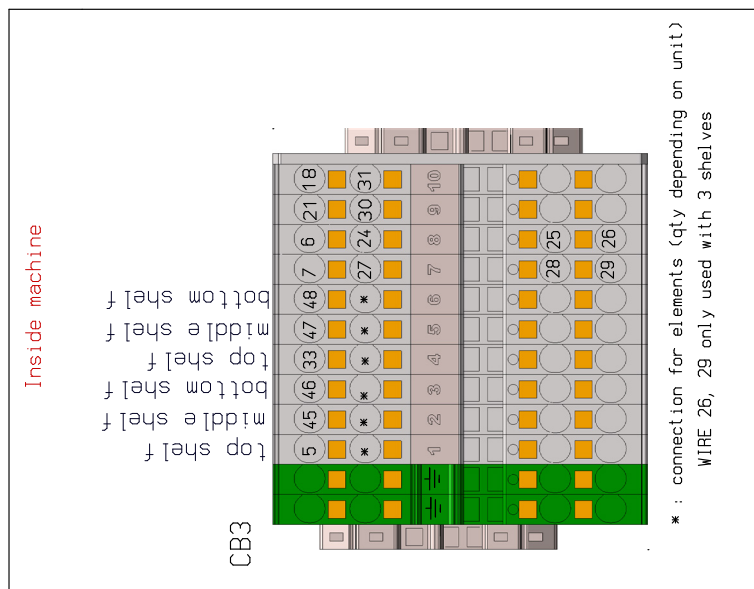 Inside machine
CB3
18 31 10
21 30 9
6 24 8 25 26
7 27 7 28 29
bottom shelf 48 * 6
middle shelf 47 * 5
top shelf 33 * 4
bottom shelf 46 * 3
middle shelf 45 * 2
top shelf 5 * 1
* : connection for elements (qty depending on unit)
WIRE 26, 29 only used with 3 shelves